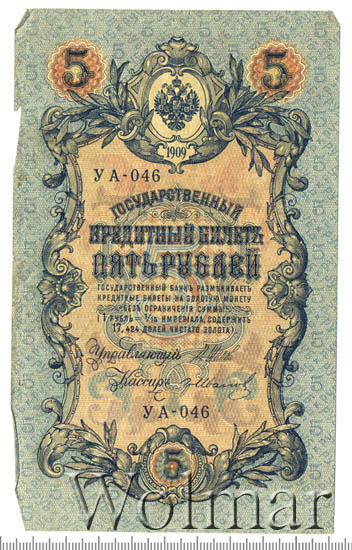 5 5
1909
УА-046
ГОСУДАРСТВЕННЫЙ
КРЕДИТНЫЙ БИЛЕТЪ
ПЯТЬ РУБЛЕЙ
ГОСУДАРСТВЕННЫЙ БАНКЪ РАЗМѢНИВАЕТЪ
КРЕДИТНЫЕ БИЛЕТЫ НА ЗОЛОТУЮ МОНЕТУ
БЕЗЪ ОГРАНИЧЕНІЯ СУММЫ
(1 РУБЛЬ = 1/15 ИМПЕРІАЛА, СОДЕРЖИТЪ
17,424 ДОЛЕЙ ЧИСТАГО ЗОЛОТА).
Управляющій
Кассиръ
УА-046
5
Wolmar